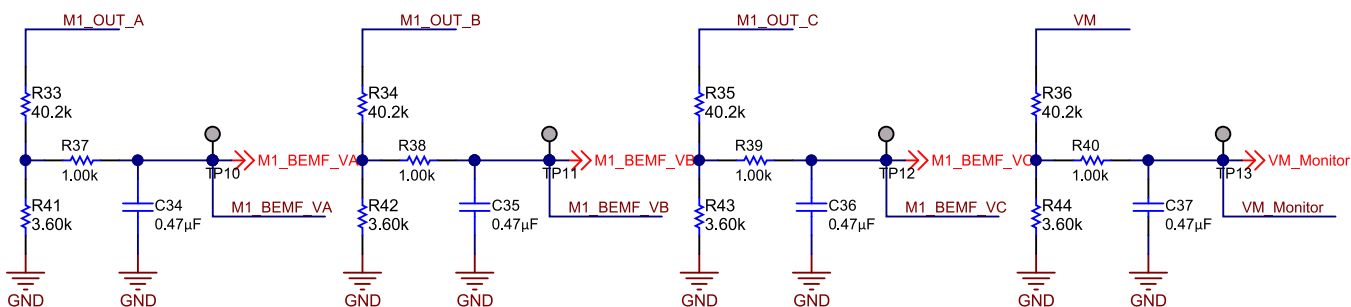 M1_OUT_A
R33
40.2k
R37
1.00k
TP10
M1_BEMF_VA
R41
3.60k
C34
0.47µF
M1_BEMF_VA
GND
GND
M1_OUT_B
R34
40.2k
R38
1.00k
TP11
M1_BEMF_VB
R42
3.60k
C35
0.47µF
M1_BEMF_VB
GND
GND
M1_OUT_C
R35
40.2k
R39
1.00k
TP12
M1_BEMF_VC
R43
3.60k
C36
0.47µF
M1_BEMF_VC
GND
GND
VM
R36
40.2k
R40
1.00k
TP13
VM_Monitor
R44
3.60k
C37
0.47µF
VM_Monitor
GND
GND